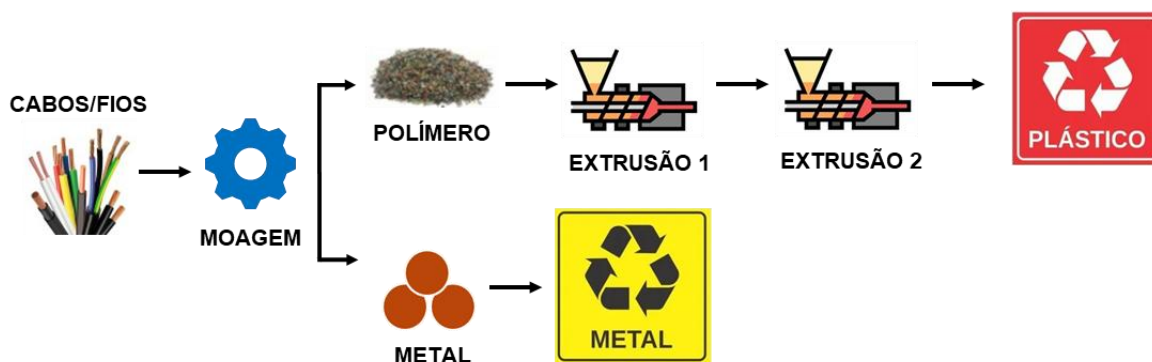 CABOS/FIOS
MOAGEM
POLÍMERO
EXTRUSÃO 1
EXTRUSÃO 2
PLÁSTICO
METAL
METAL